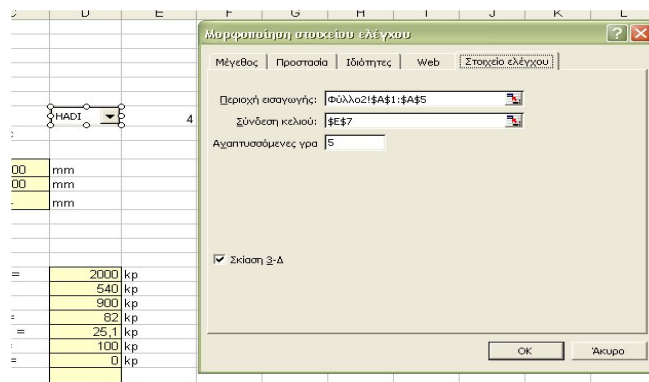 C D E F G H I J K L
Μορφοποίηση στοιχείου ελέγχου
Μέγεθος Προστασία Ιδιότητες Web Στοιχείο ελέγχου
Περιοχή εισαγωγής: Φύλλο2!$A$1:$A$5
HADI 4
Σύνδεση κελιού: $E$7
Αναπτυσσόμενες γρα 5
00 mm
00 mm
mm
Σκίαση 3-Δ
= 2000 kp
540 kp
900 kp
= 82 kp
= 25,1 kp
= 100 kp
= 0 kp
OK Άκυρο